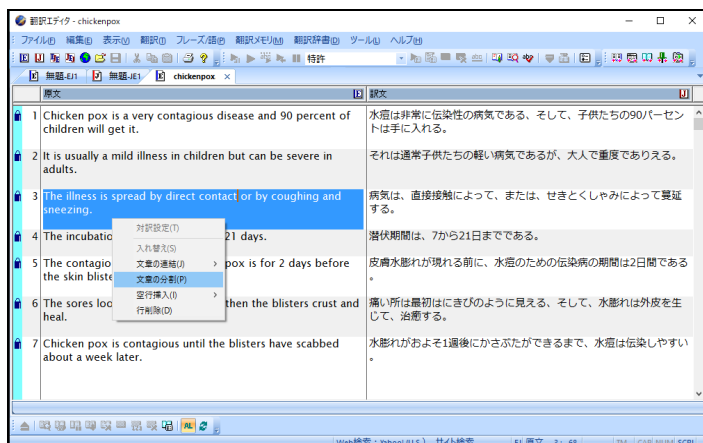 翻訳エディタ - chickenpox
ファイル(F) 編集(E) 表示(V) 翻訳(T) フレーズ/語(P) 翻訳メモリ(M) 翻訳辞書(D) ツール(L) ヘルプ(H)
特許
無題-EJ1 無題-JE1 chickenpox ×
原文 E 訳文 J
1 Chicken pox is a very contagious disease and 90 percent of 水痘は非常に伝染性の病気である、そして、子供たちの90パーセン
children will get it. トは手に入れる。
2 It is usually a mild illness in children but can be severe in それは通常子供たちの軽い病気であるが、大人で重度でありえる。
adults.
3 The illness is spread by direct contact or by coughing and 病気は、直接接触によって、または、せきとくしゃみによって蔓延
sneezing. する。
対訳設定(T)
4 The incubatio 21 days. 潜伏期間は、7から21日までである。
入れ替え(S)
5 The contagio 文章の連結(J) pox is for 2 days before 皮膚水膨れが現れる前に、水痘のための伝染病の期間は2日間である
the skin bliste 文章の分割(P) 。
空行挿入(I)
6 The sores loo then the blisters crust and 痛い所は最初はにきびのように見える、そして、水膨れは外皮を生
heal. 行削除(D) じて、治癒する。
7 Chicken pox is contagious until the blisters have scabbed 水膨れがおよそ1週後にかさぶたができるまで、水痘は伝染しやすい
about a week later. 。
AL